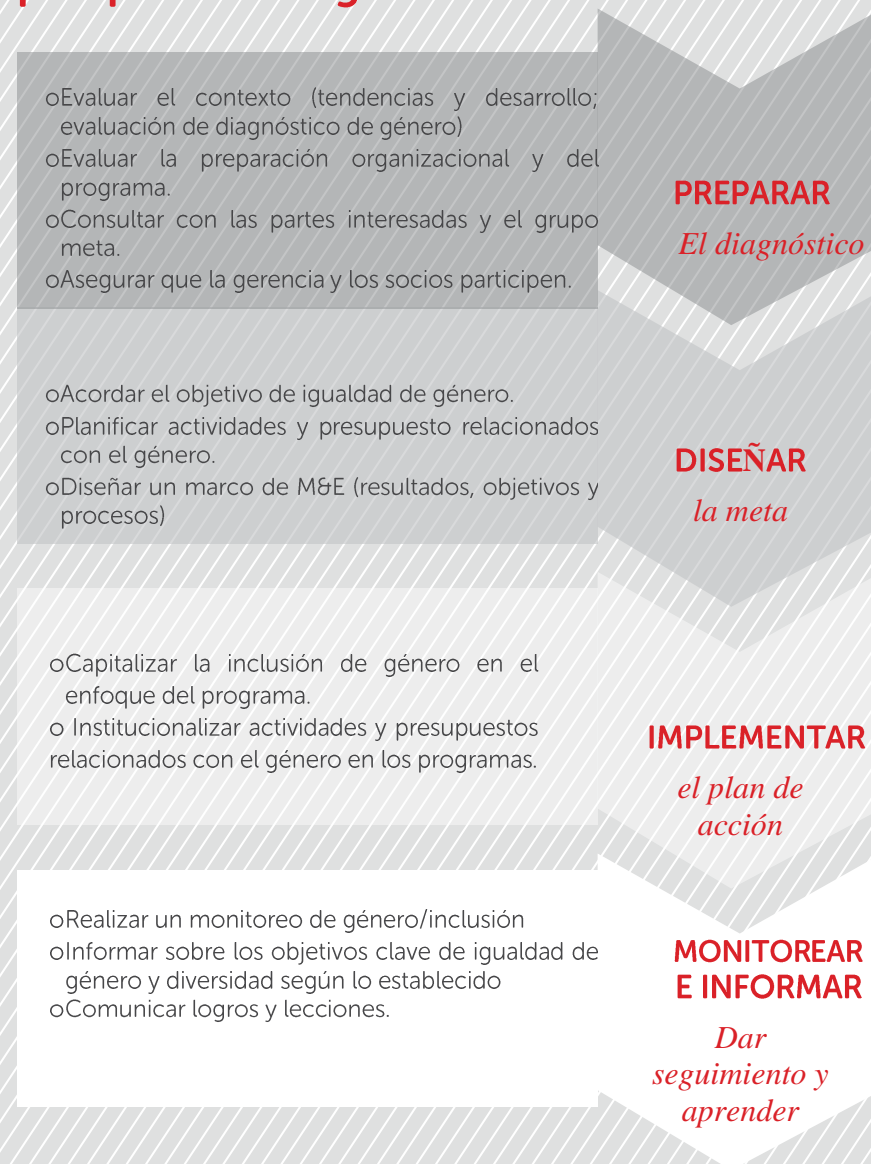 oEvaluar el contexto (tendencias y desarrollo;
evaluación de diagnóstico de género)
oEvaluar la preparación organizacional y del
programa.
oConsultar con las partes interesadas y el grupo
meta.
oAsegurar que la gerencia y los socios participen.
PREPARAR
El diagnóstico
oAcordar el objetivo de igualdad de género.
oPlanificar actividades y presupuesto relacionados
con el género.
oDiseñar un marco de M&E (resultados, objetivos y
procesos)
DISEÑAR
la meta
oCapitalizar la inclusión de género en el
enfoque del programa.
o Institucionalizar actividades y presupuestos
relacionados con el género en los programas.
IMPLEMENTAR
el plan de
acción
oRealizar un monitoreo de género/inclusión
oInformar sobre los objetivos clave de igualdad de
género y diversidad según lo establecido
oComunicar logros y lecciones.
MONITOREAR
E INFORMAR
Dar
seguimiento y
aprender